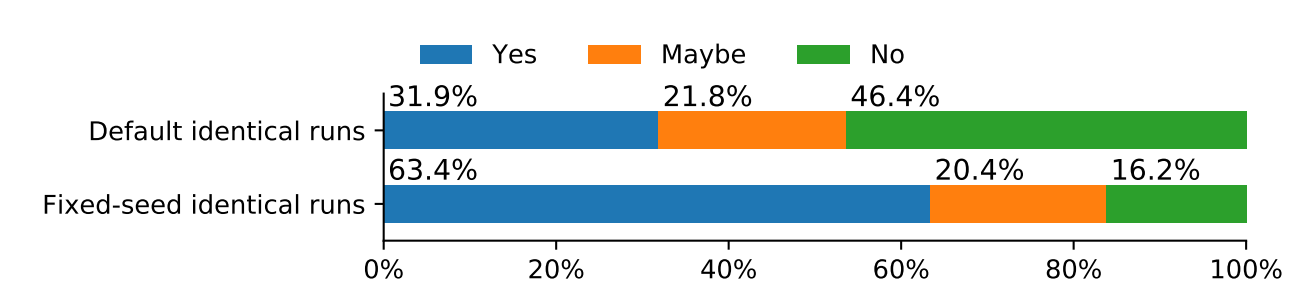 Yes Maybe No
31.9% 21.8% 46.4%
Default identical runs
63.4% 20.4% 16.2%
Fixed-seed identical runs
0% 20% 40% 60% 80% 100%